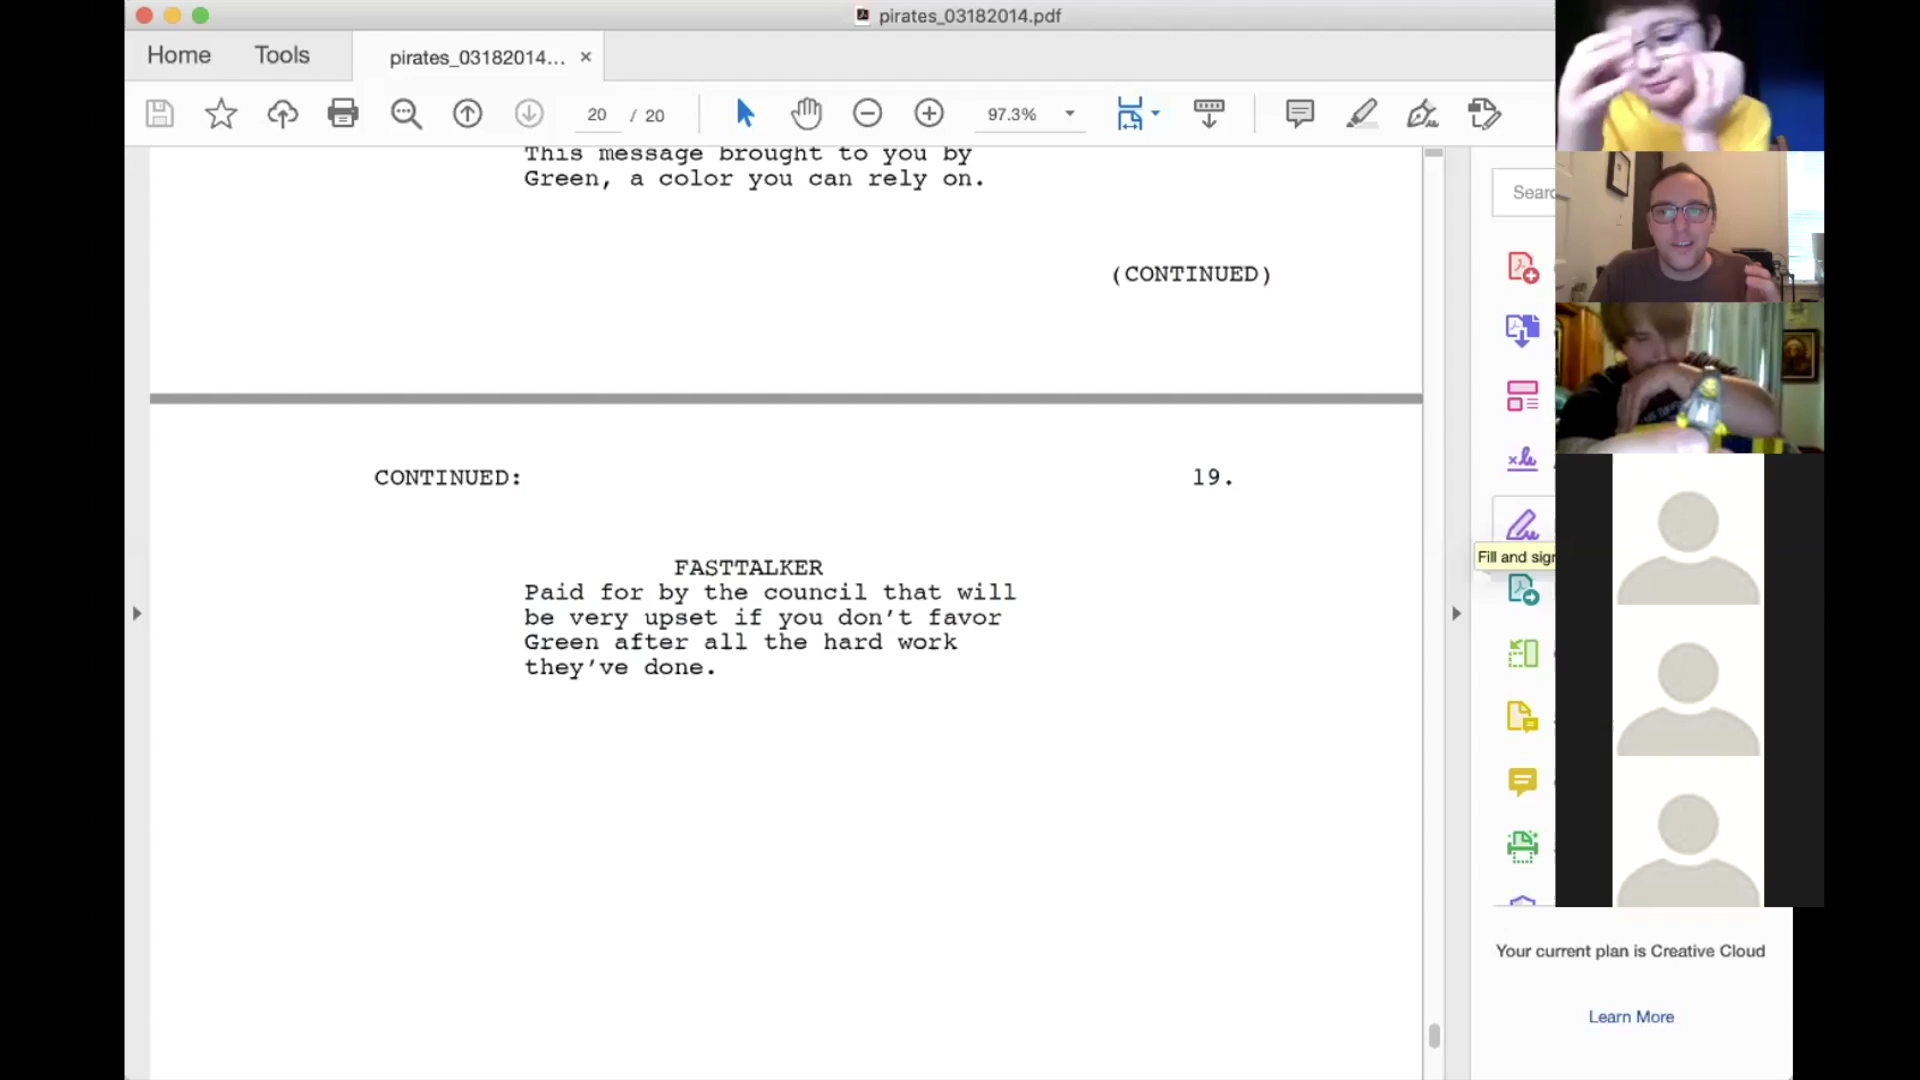 pirates_03182014.pdf
Home
Tools
pirates_03182014...
20 / 20
97.3%
This message brought to you by
Green, a color you can rely on.
(CONTINUED)
CONTINUED:
19.
FASTTALKER
Paid for by the council that will
be very upset if you don't favor
Green after all the hard work
they've done.
Fill and sign
Your current plan is Creative Cloud
Learn More